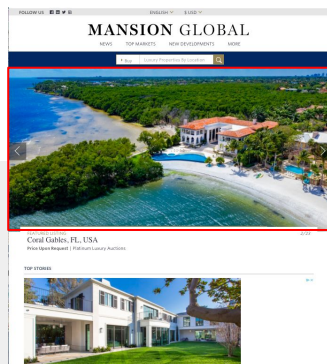 FOLLOW US
ENGLISH
$ USD
MANSION GLOBAL
NEWS
TOP MARKETS
NEW DEVELOPMENTS
MORE
Buy
Luxury Properties By Location
FEATURED LISTING
Coral Gables, FL, USA
Price Upon Request | Platinum Luxury Auctions
TOP STORIES